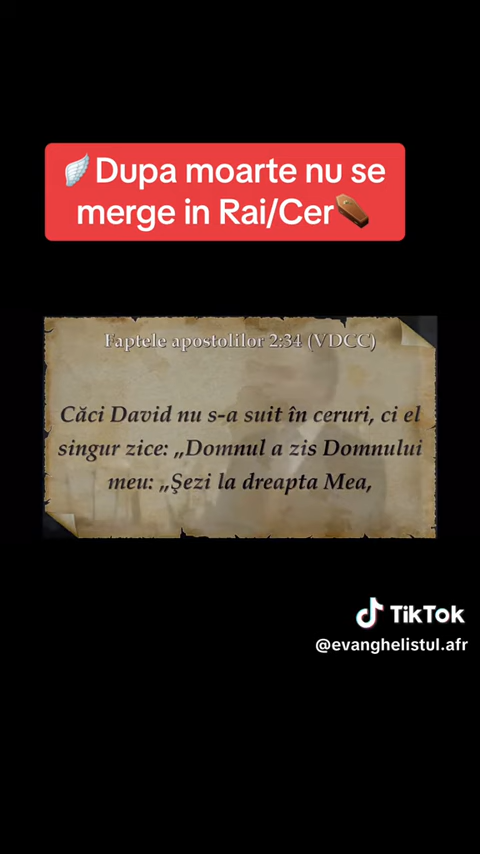 Dupa moarte nu se
merge in Rai/Cer
Faptele apostolilor 2:34 (VDCC)
Căci David nu s-a suit în ceruri, ci el
singur zice: „Domnul a zis Domnului
meu: „Şezi la dreapta Mea,
TikTok
@evanghelistul.afr